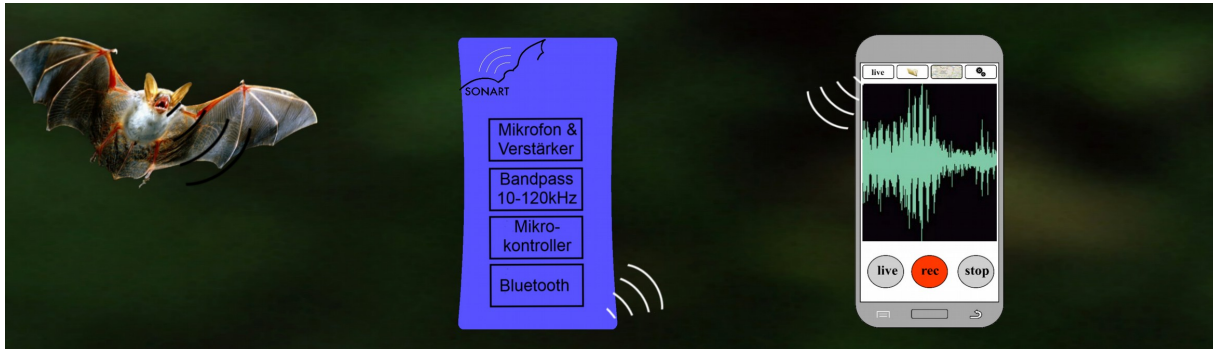 SONART
Mikrofon &
Verstärker
Bandpass
10-120kHz
Mikro-
kontroller
Bluetooth
live
live
rec
stop